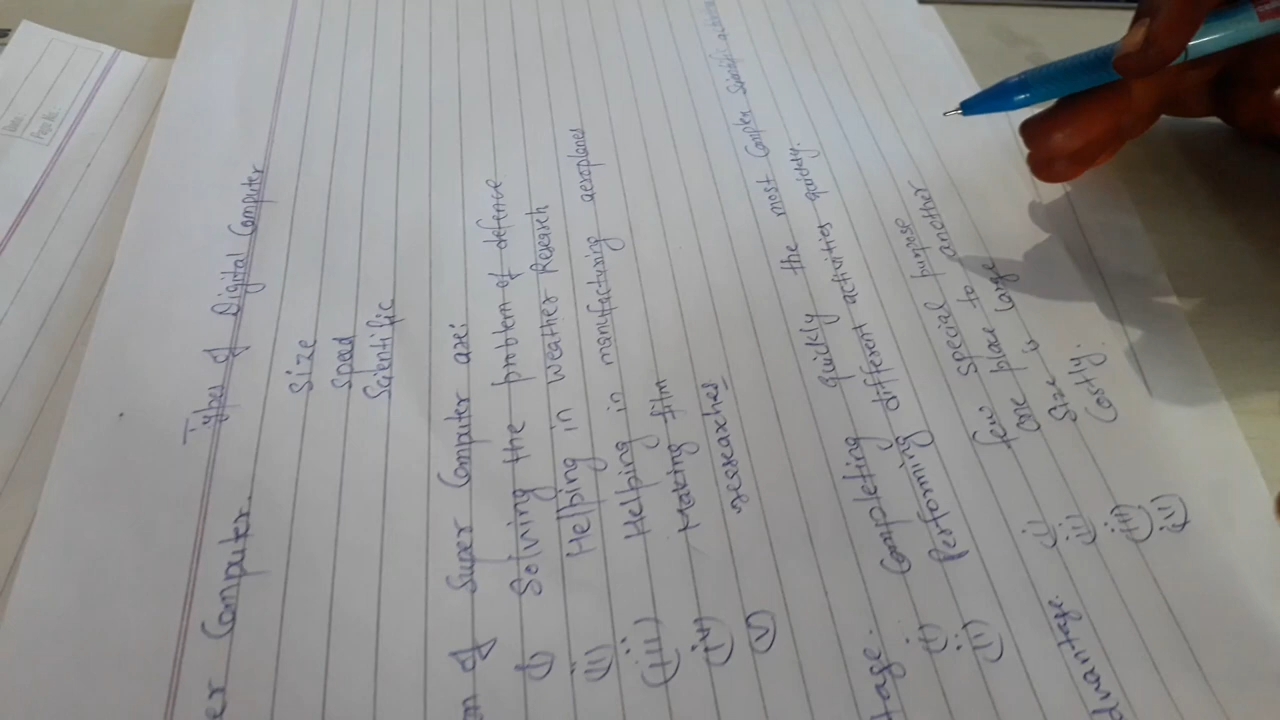 Types of Digital Computer
er Computer.
Size
Speed
Scientific
on of Super Computer are:
(i) Solving the problem of defence
(ii) Helping in weather Research
(iii) Helping in manufacturing aeroplanes
(iv) Making film
(v) researches
the most Complex Scientific
tage. (i) Completing quickly
(ii) Performing different activities quickly.
dvantage. (i) few special purpose
(ii) one place to another
(iii) Size is large
(iv) Costly.
Page No.